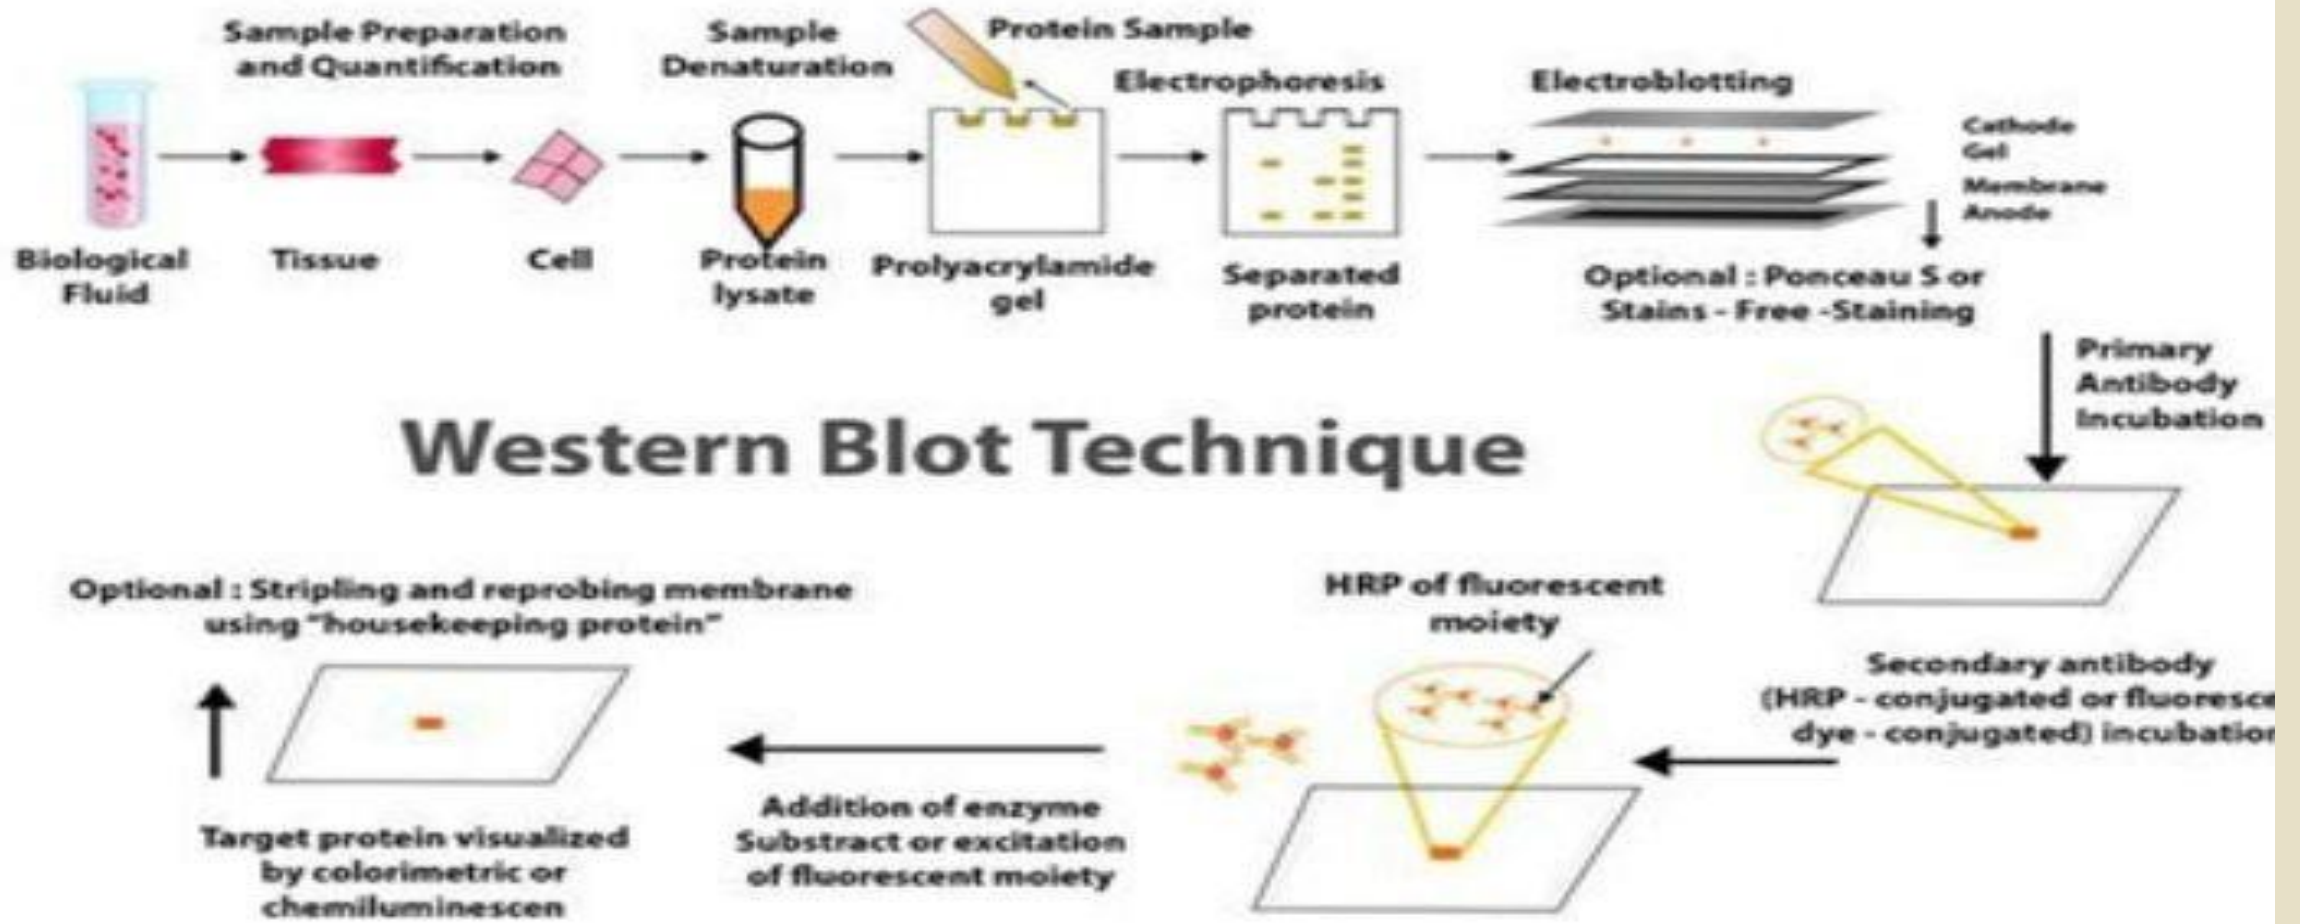 Sample Preparation
and Quantification
Sample
Denaturation
Protein Sample
Electrophoresis
Electroblotting
Cathode
Gel
Membrane
Anode
Biological
Fluid
Tissue
Cell
Protein
lysate
Prolyacrylamide
gel
Separated
protein
Optional : Ponceau S or
Stains - Free -Staining
Primary
Antibody
Incubation
Western Blot Technique
Secondary antibody
(HRP - conjugated or fluoresce
dye - conjugated) incubation
HRP of fluorescent
moiety
Addition of enzyme
Substract or excitation
of fluorescent moiety
Optional : Stripling and reprobing membrane
using "housekeeping protein"
Target protein visualized
by colorimetric or
chemiluminescen